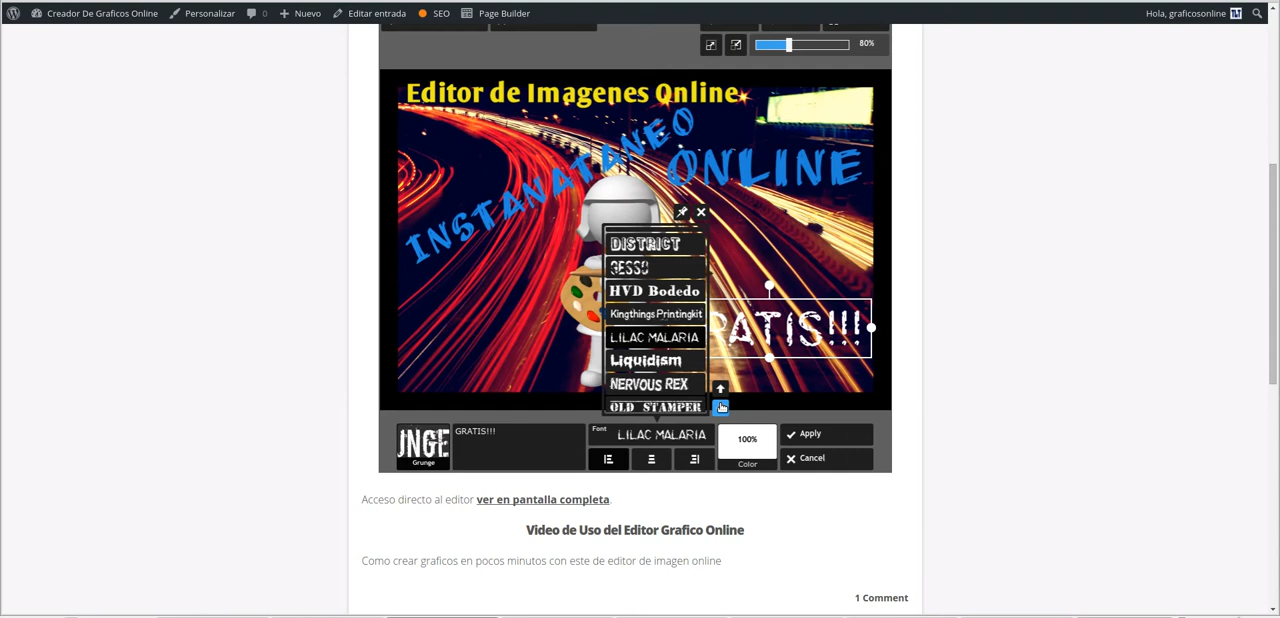 Creador De Graficos Online Personalizar 0 Nuevo Editar entrada SEO Page Builder Hola, graficosonline
80%
Editor de Imagenes Online
INSTANATANEO
ONLINE
DISTRICT
GESSO
HVD Bodedo
Kingthings Printingkit
LILAC MALARIA
Liquidism
NERVOUS REX
OLD STAMPER
RATIS!!!
UNGE
Grunge
GRATIS!!!
Font
LILAC MALARIA
100%
Color
Apply
Cancel
Acceso directo al editor ver en pantalla completa.
Video de Uso del Editor Grafico Online
Como crear graficos en pocos minutos con este de editor de imagen online
1 Comment